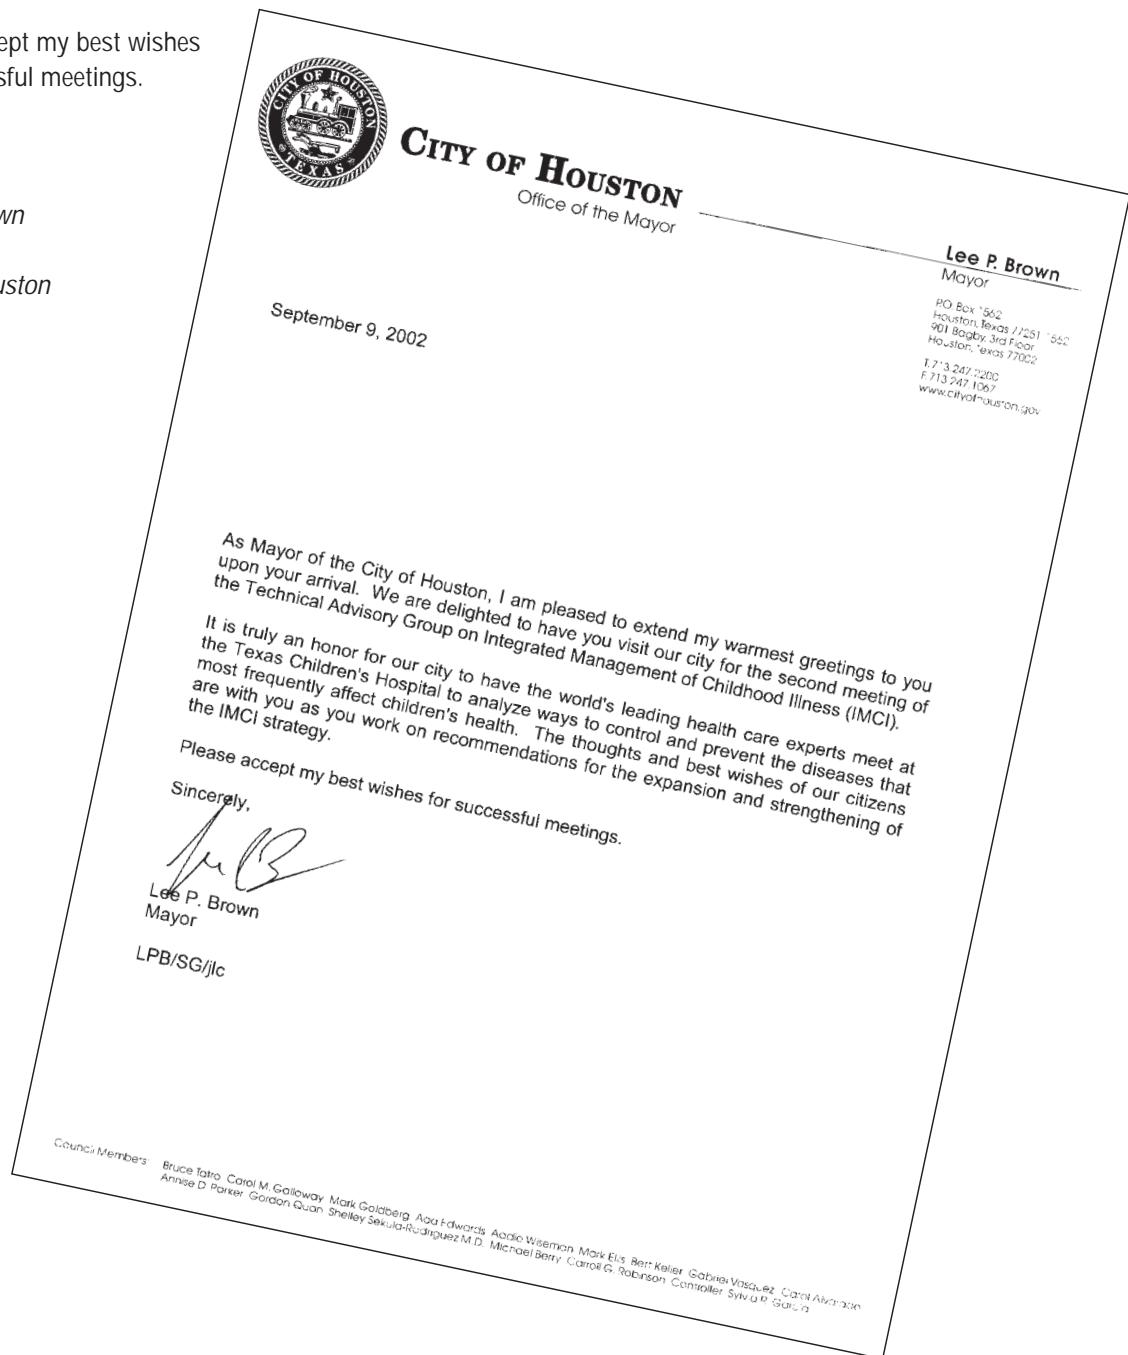 ept my best wishes
sful meetings.
wn
uston
CITY OF HOUSTON
TEXAS
CITY OF HOUSTON
Office of the Mayor
Lee P. Brown
Mayor
Houston, Texas
901 Bagby, 3rd Floor
Houston, Texas 77002
F. 713.247.1067
September 9, 2002
As Mayor of the City of Houston, I am pleased to extend my warmest greetings to you
upon your arrival. We are delighted to have you visit our city for the second meeting of
the Technical Advisory Group on Integrated Management of Childhood Illness (IMCI).
It is truly an honor for our city to have the world's leading health care experts meet at
the Texas Children's Hospital to analyze ways to control and prevent the diseases that
most frequently affect children's health. The thoughts and best wishes of our citizens
are with you as you work on recommendations for the expansion and strengthening of
the IMCI strategy.
Please accept my best wishes for successful meetings.
Sincerely,
Lee P. Brown
Mayor
LPB/SG/jlc
Council Members: Bruce Tatro Carol M. Galloway Mark Goldberg Ada Edwards Addie Wiseman Mark Ellis Bert Keller Gabriel Vasquez Carol Alvarado
Annise D. Parker Gordon Quan Shelley Sekula-Rodriguez M.D. Michael Berry Carroll G. Robinson Controller Sylvia R. Garcia